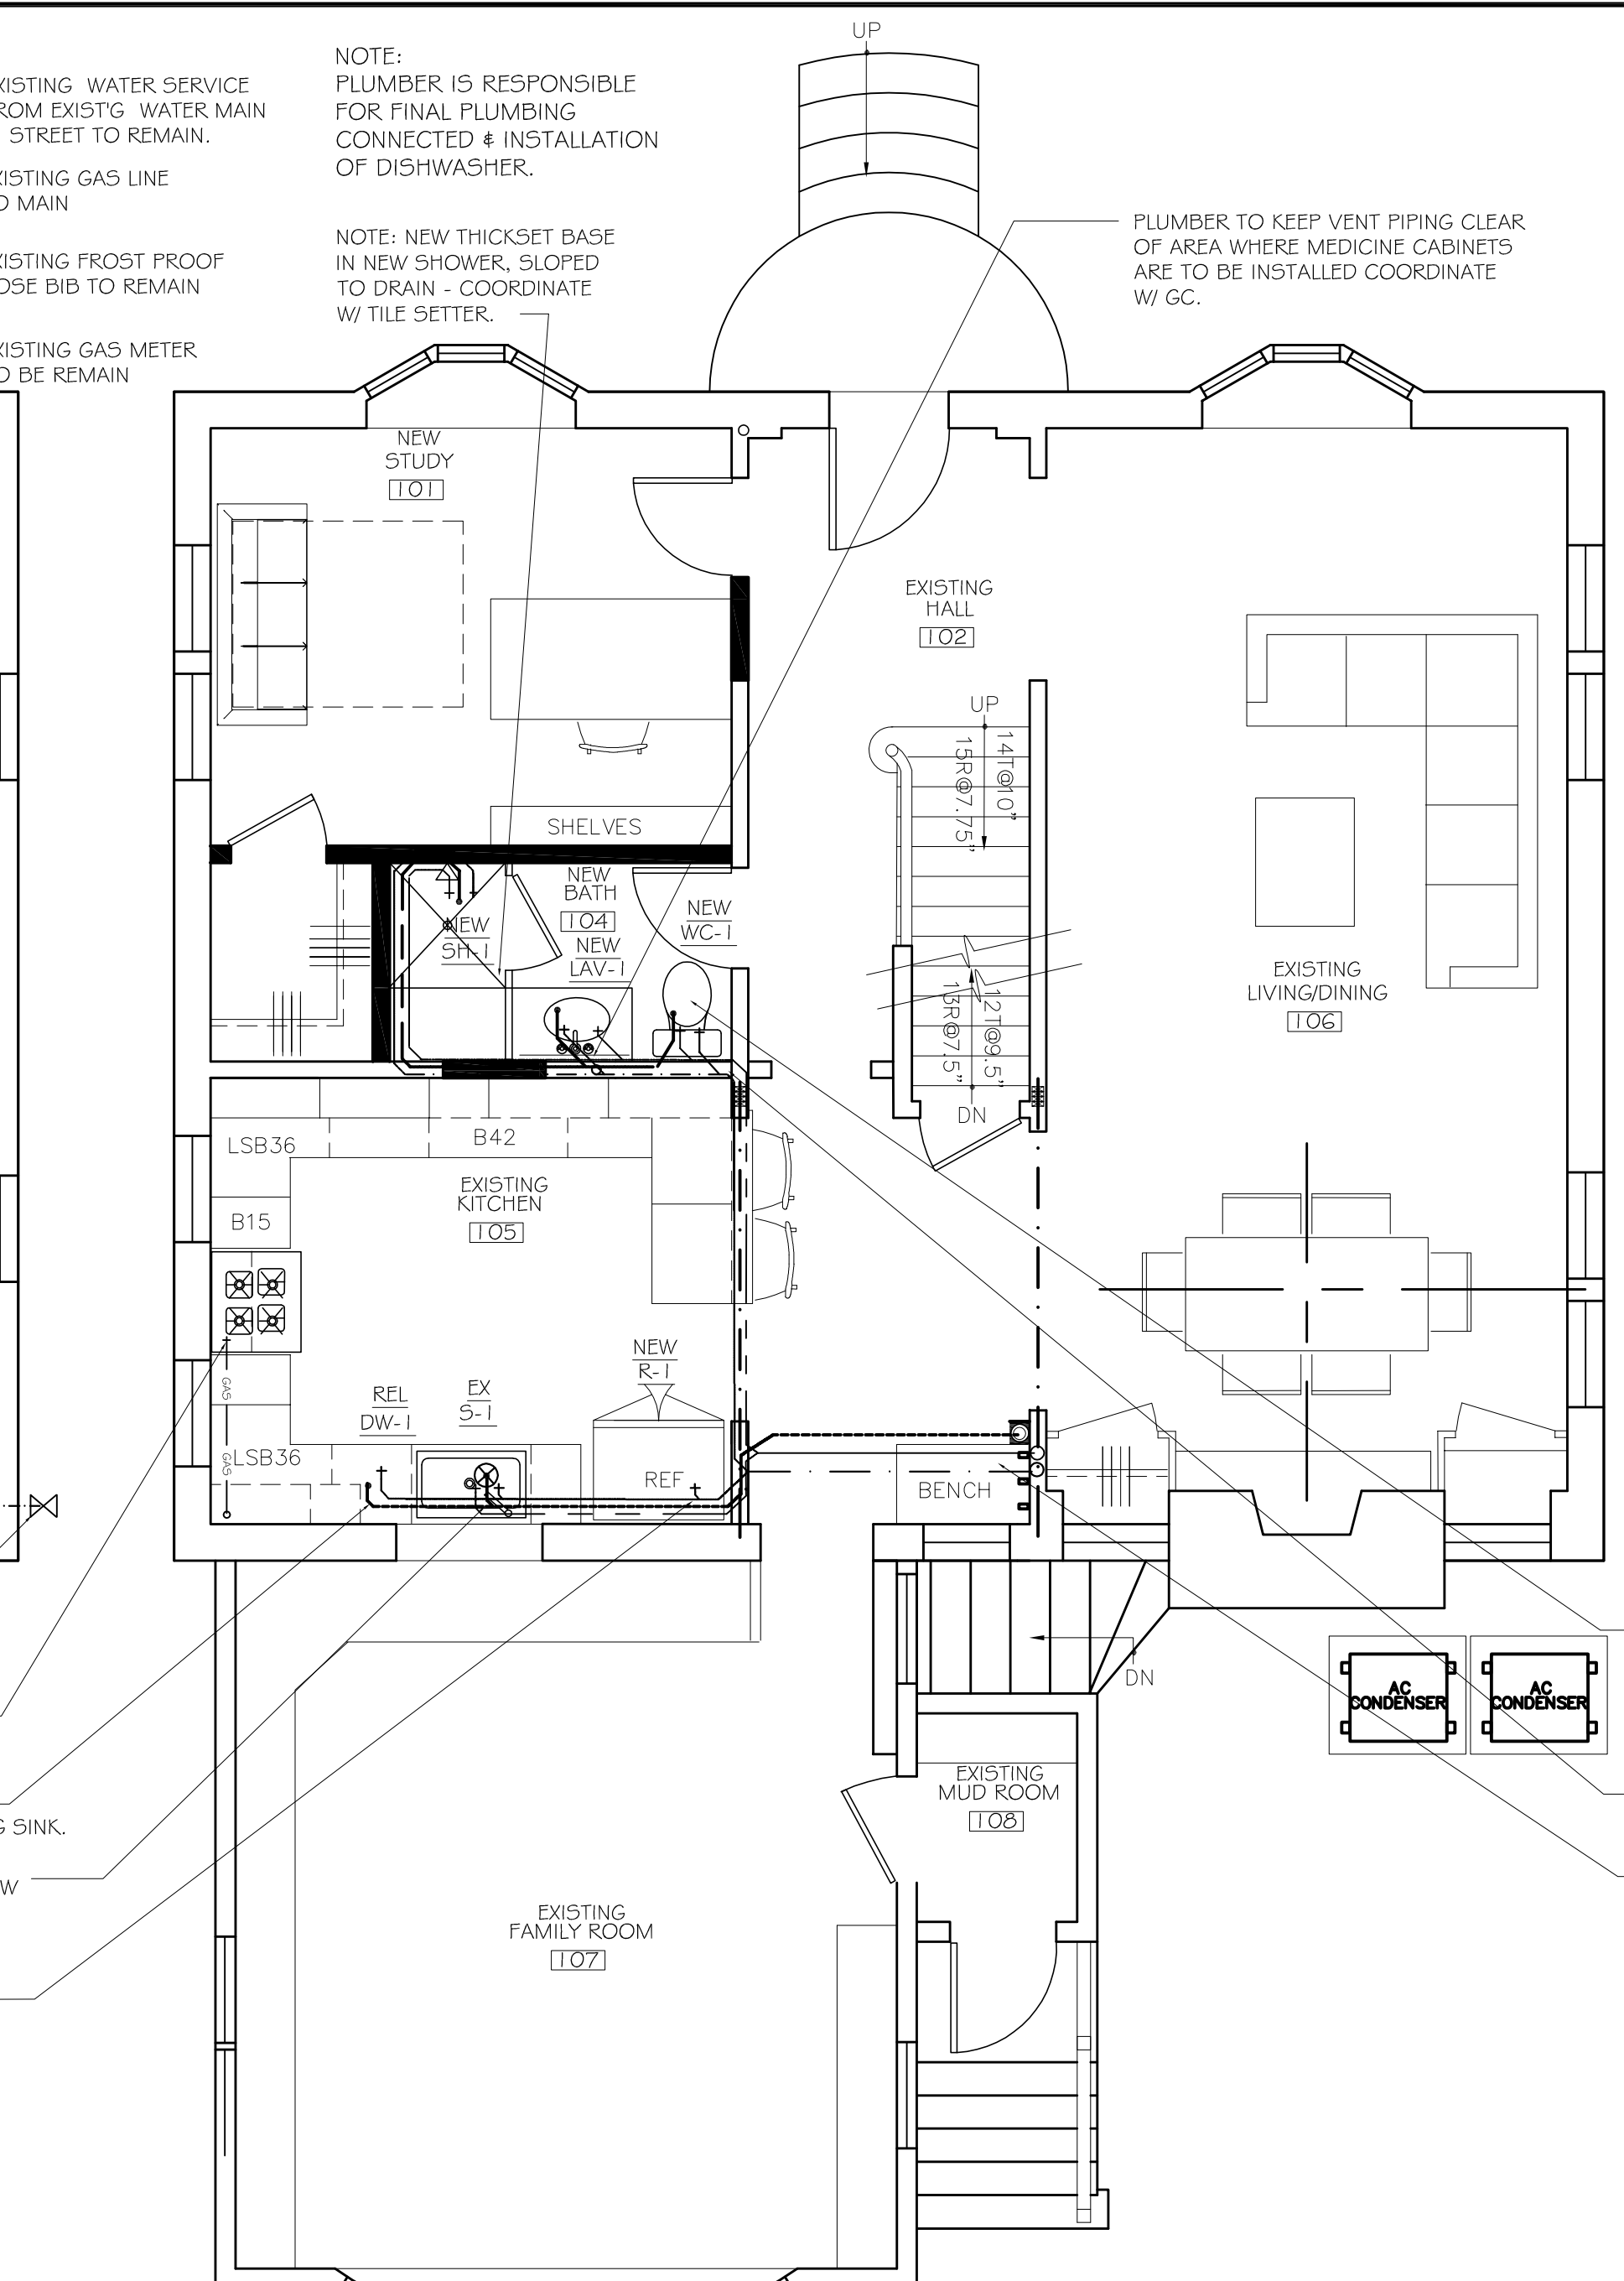 UP
NOTE:
PLUMBER IS RESPONSIBLE
FOR FINAL PLUMBING
CONNECTED & INSTALLATION
OF DISHWASHER.
XISTING WATER SERVICE
ROM EXIST'G WATER MAIN
STREET TO REMAIN.
XISTING GAS LINE
O MAIN
XISTING FROST PROOF
OSE BIB TO REMAIN
XISTING GAS METER
O BE REMAIN
NOTE: NEW THICKSET BASE
IN NEW SHOWER, SLOPED
TO DRAIN - COORDINATE
W/ TILE SETTER.
PLUMBER TO KEEP VENT PIPING CLEAR
OF AREA WHERE MEDICINE CABINETS
ARE TO BE INSTALLED COORDINATE
W/ GC.
NEW
STUDY
101
EXISTING
HALL
102
UP
14T@10"
15R@7.75"
SHELVES
NEW
BATH
104
NEW
WC-1
NEW
SH-1
NEW
LAV-1
EXISTING
LIVING/DINING
106
12T@9.5"
13R@7.5"
DN
LSB36
B42
B15
EXISTING
KITCHEN
105
NEW
R-1
REL
DW-1
EX
S-1
GAS
GAS
LSB36
REF
BENCH
DN
AC
CONDENSER
AC
CONDENSER
EXISTING
MUD ROOM
108
G SINK.
W
EXISTING
FAMILY ROOM
107